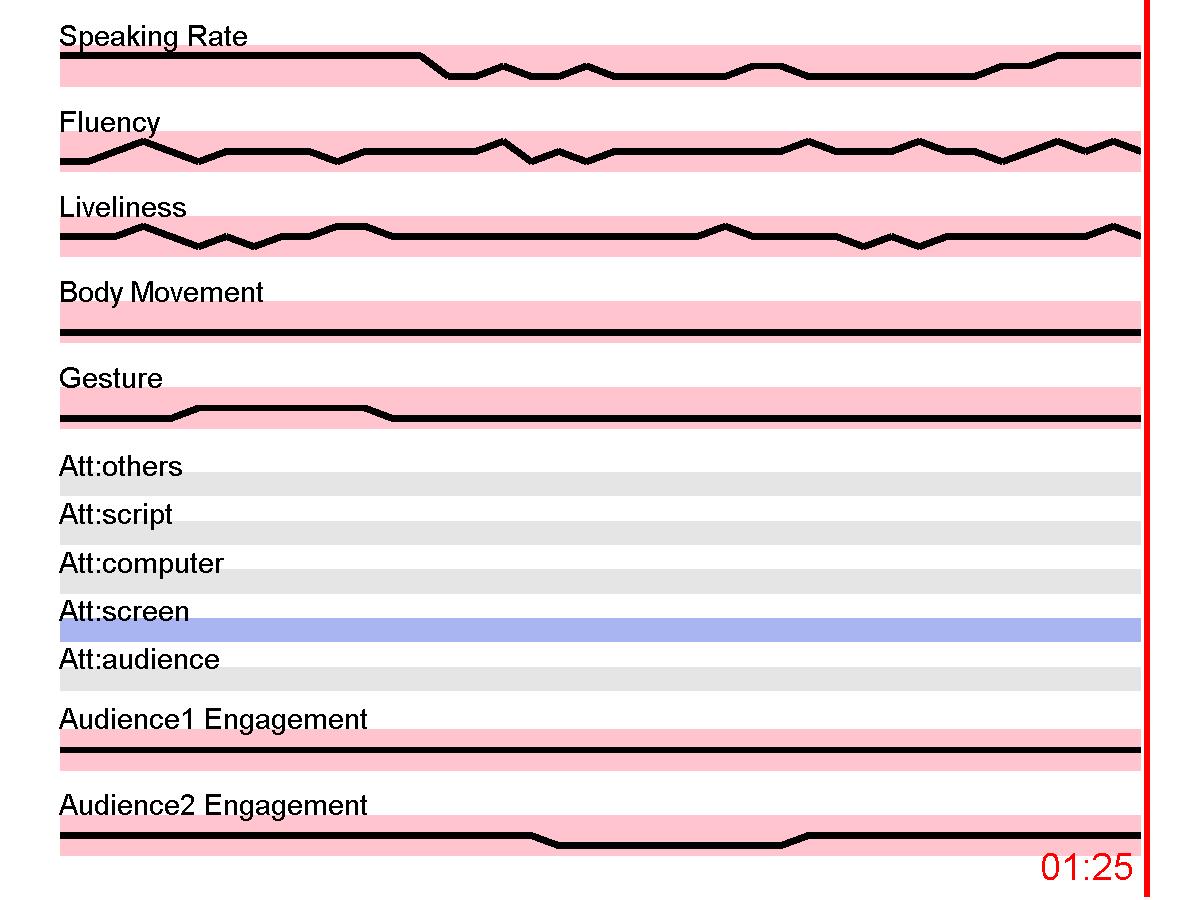 Speaking Rate
Fluency
Liveliness
Body Movement
Gesture
Att:others
Att:script
Att:computer
Att:screen
Att:audience
Audience1 Engagement
Audience2 Engagement
01:25